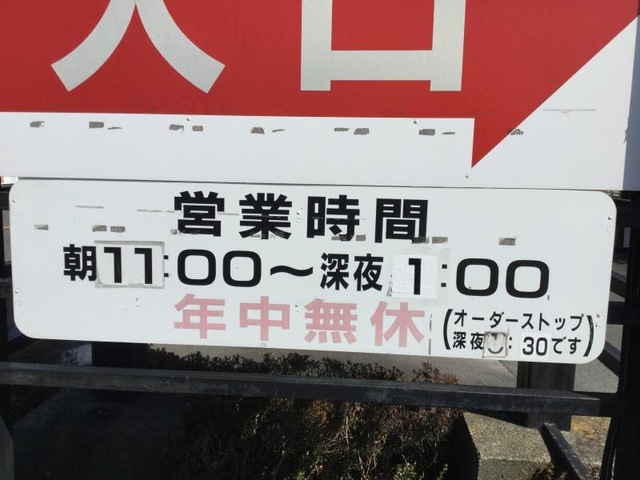 入口
営業時間
朝11:00～深夜1:00
年中無休
(オーダーストップ
深夜0:30です)